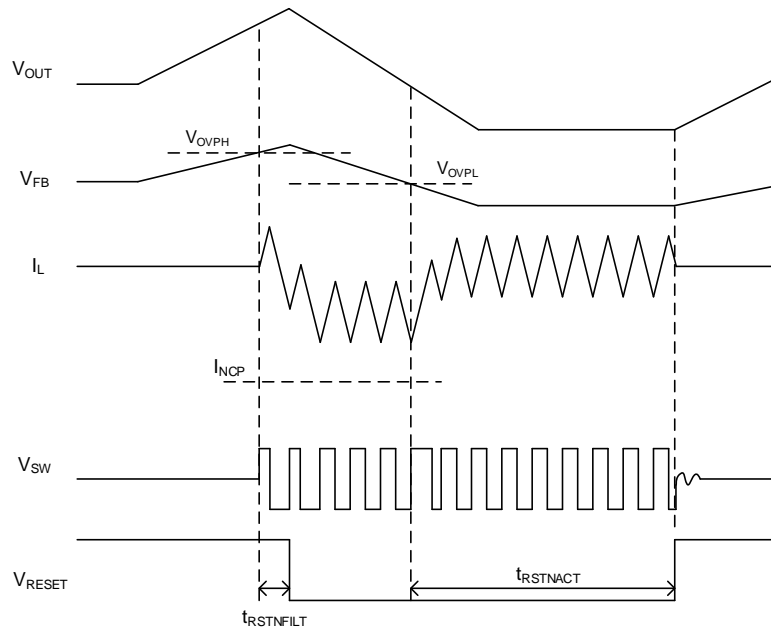 VOUT
VOVPH
VOVPL
VFB
IL
INCP
VSW
VRESET
tRSTNACT
tRSTNFILT